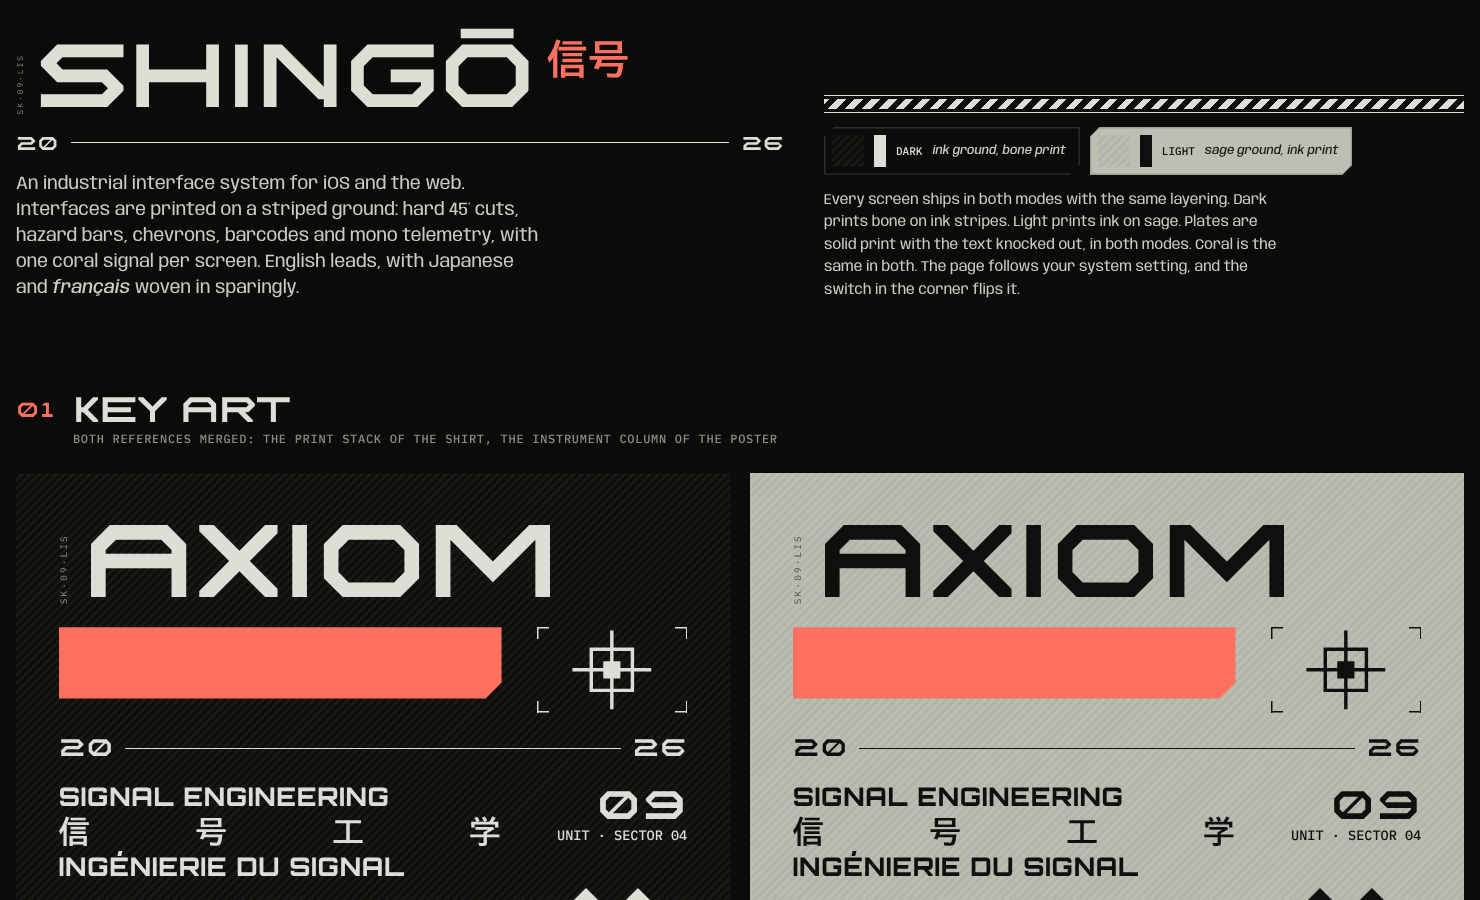 SK·09·LIS
SHINGŌ 信号
20 26
An industrial interface system for iOS and the web.
Interfaces are printed on a striped ground: hard 45° cuts,
hazard bars, chevrons, barcodes and mono telemetry, with
one coral signal per screen. English leads, with Japanese
and français woven in sparingly.
DARK ink ground, bone print
LIGHT sage ground, ink print
Every screen ships in both modes with the same layering. Dark
prints bone on ink stripes. Light prints ink on sage. Plates are
solid print with the text knocked out, in both modes. Coral is the
same in both. The page follows your system setting, and the
switch in the corner flips it.
01 KEY ART
BOTH REFERENCES MERGED: THE PRINT STACK OF THE SHIRT, THE INSTRUMENT COLUMN OF THE POSTER
SK·09·LIS
AXIOM
20 26
SIGNAL ENGINEERING
信号工学
INGÉNIERIE DU SIGNAL
09
UNIT · SECTOR 04
SK·09·LIS
AXIOM
20 26
SIGNAL ENGINEERING
信号工学
INGÉNIERIE DU SIGNAL
09
UNIT · SECTOR 04